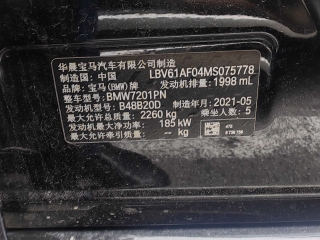 华晨宝马汽车有限公司制造
制造国：中国 LBV61AF04MS075778
品牌：宝马(BMW)牌 发动机排量：1998 mL
整车型号：BMW7201PN
发动机型号：B48B20D 制造年月：2021-05
最大允许总质量：2260 kg 乘坐人数：5
发动机最大净功率：185 kW
最大允许牵引质量： kg